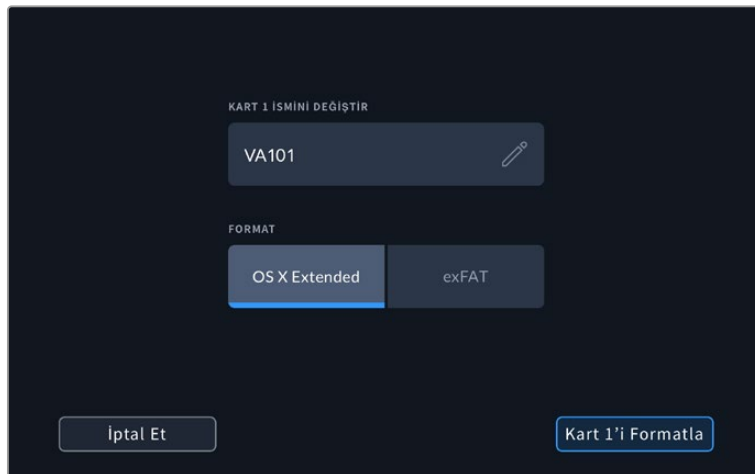 KART 1 İSMİNİ DEĞİŞTİR
VA101
FORMAT
OS X Extended
exFAT
İptal Et
Kart 1’i Formatla